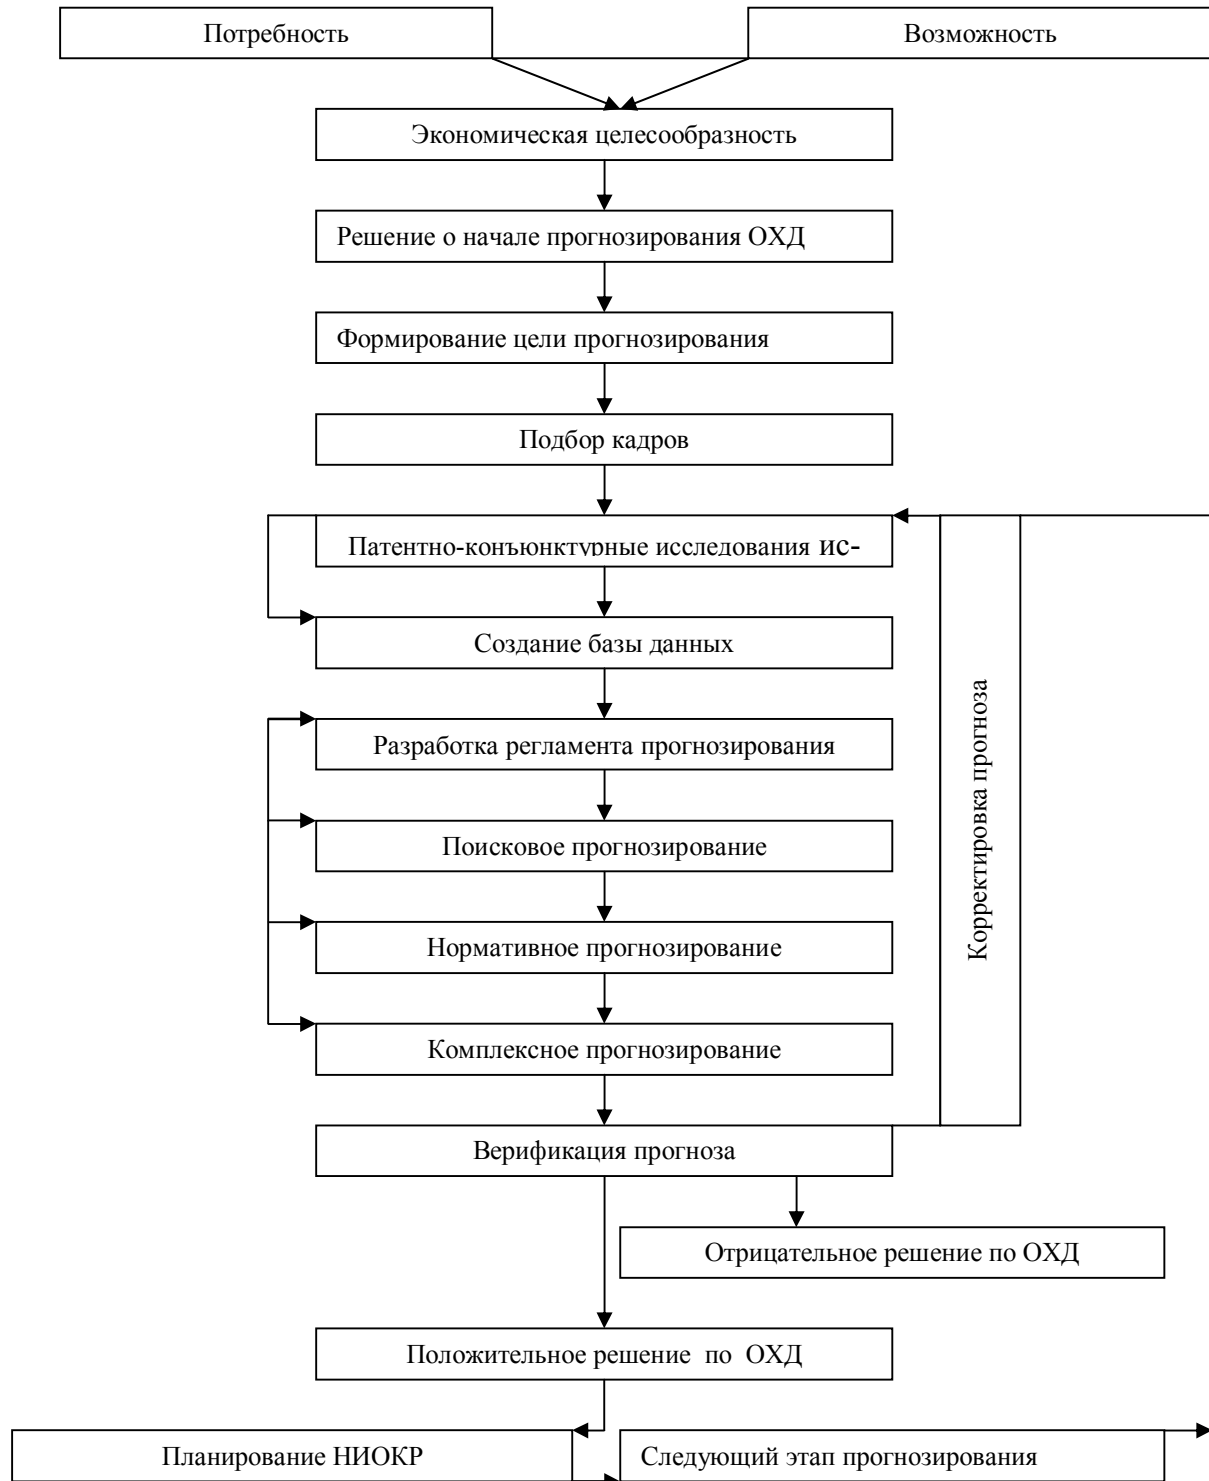 Потребность
Возможность
Экономическая целесообразность
Решение о начале прогнозирования ОХД
Формирование цели прогнозирования
Подбор кадров
Патентно-конъюнктурные исследования ис-
Создание базы данных
Разработка регламента прогнозирования
Поисковое прогнозирование
Нормативное прогнозирование
Комплексное прогнозирование
Корректировка прогноза
Верификация прогноза
Отрицательное решение по ОХД
Положительное решение по ОХД
Планирование НИОКР
Следующий этап прогнозирования